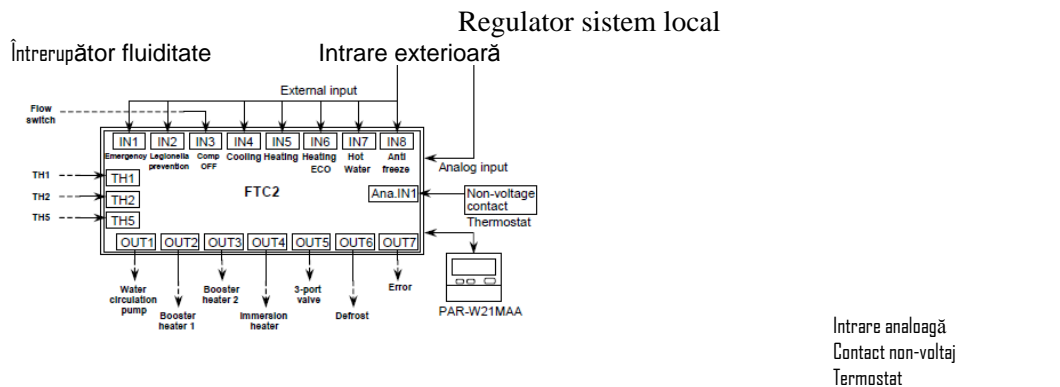 Regulator sistem local
Întrerupător fluiditate Intrare exterioară
External input
Flow
switch
IN1 IN2 IN3 IN4 IN5 IN6 IN7 IN8
Emergency Legionella prevention Comp OFF Cooling Heating Heating ECO Hot Water Anti freeze
Analog input
TH1 TH1
TH2 TH2
TH5 TH5
FTC2
Ana.IN1
Non-voltage
contact
Thermostat
OUT1 OUT2 OUT3 OUT4 OUT5 OUT6 OUT7
Water
circulation
pump
Booster
heater 1
Booster
heater 2
Immersion
heater
3-port
valve
Defrost
Error
PAR-W21MAA
Intrare analoagă
Contact non-voltaj
Termostat